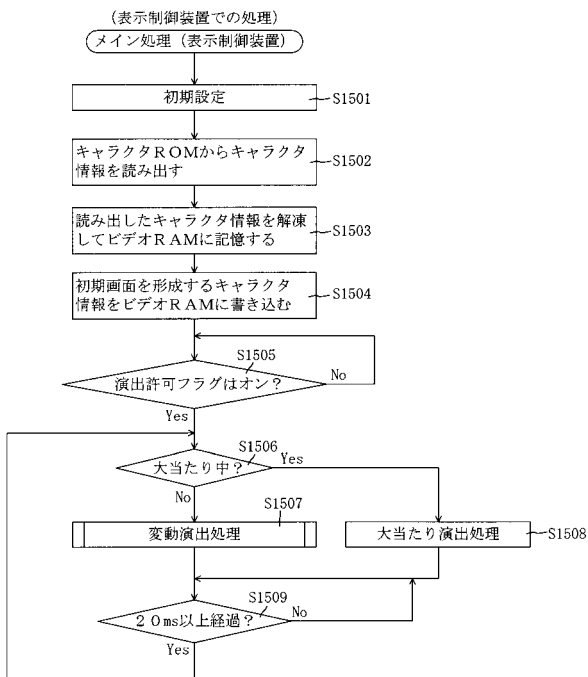 (表示制御装置での処理)
メイン処理(表示制御装置)
初期設定
S1501
キャラクタROMからキャラクタ
情報を読み出す
S1502
読み出したキャラクタ情報を解凍
してビデオRAMに記憶する
S1503
初期画面を形成するキャラクタ
情報をビデオRAMに書き込む
S1504
S1505
演出許可フラグはオン?
No
Yes
S1506
大当たり中?
Yes
No
S1507
変動演出処理
大当たり演出処理
S1508
S1509
20ms以上経過?
No
Yes